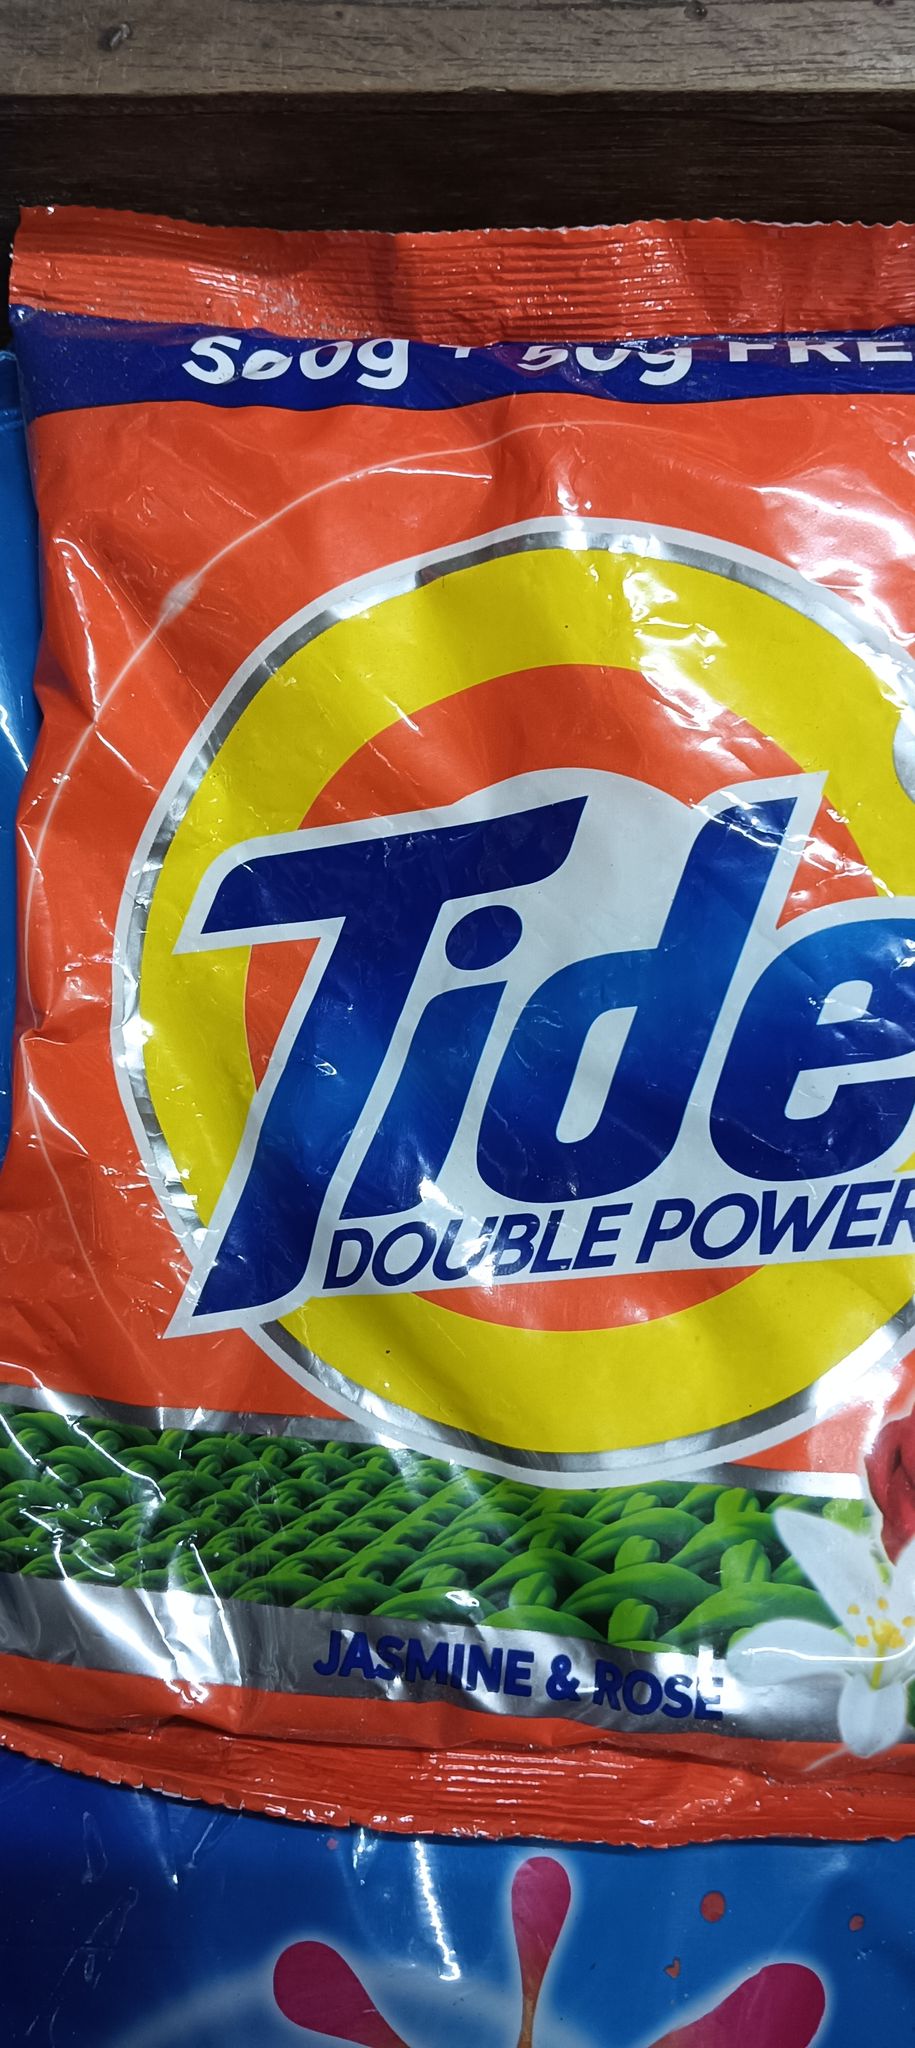 500g + 50g FRE
Tide
DOUBLE POWER
JASMINE & ROSE